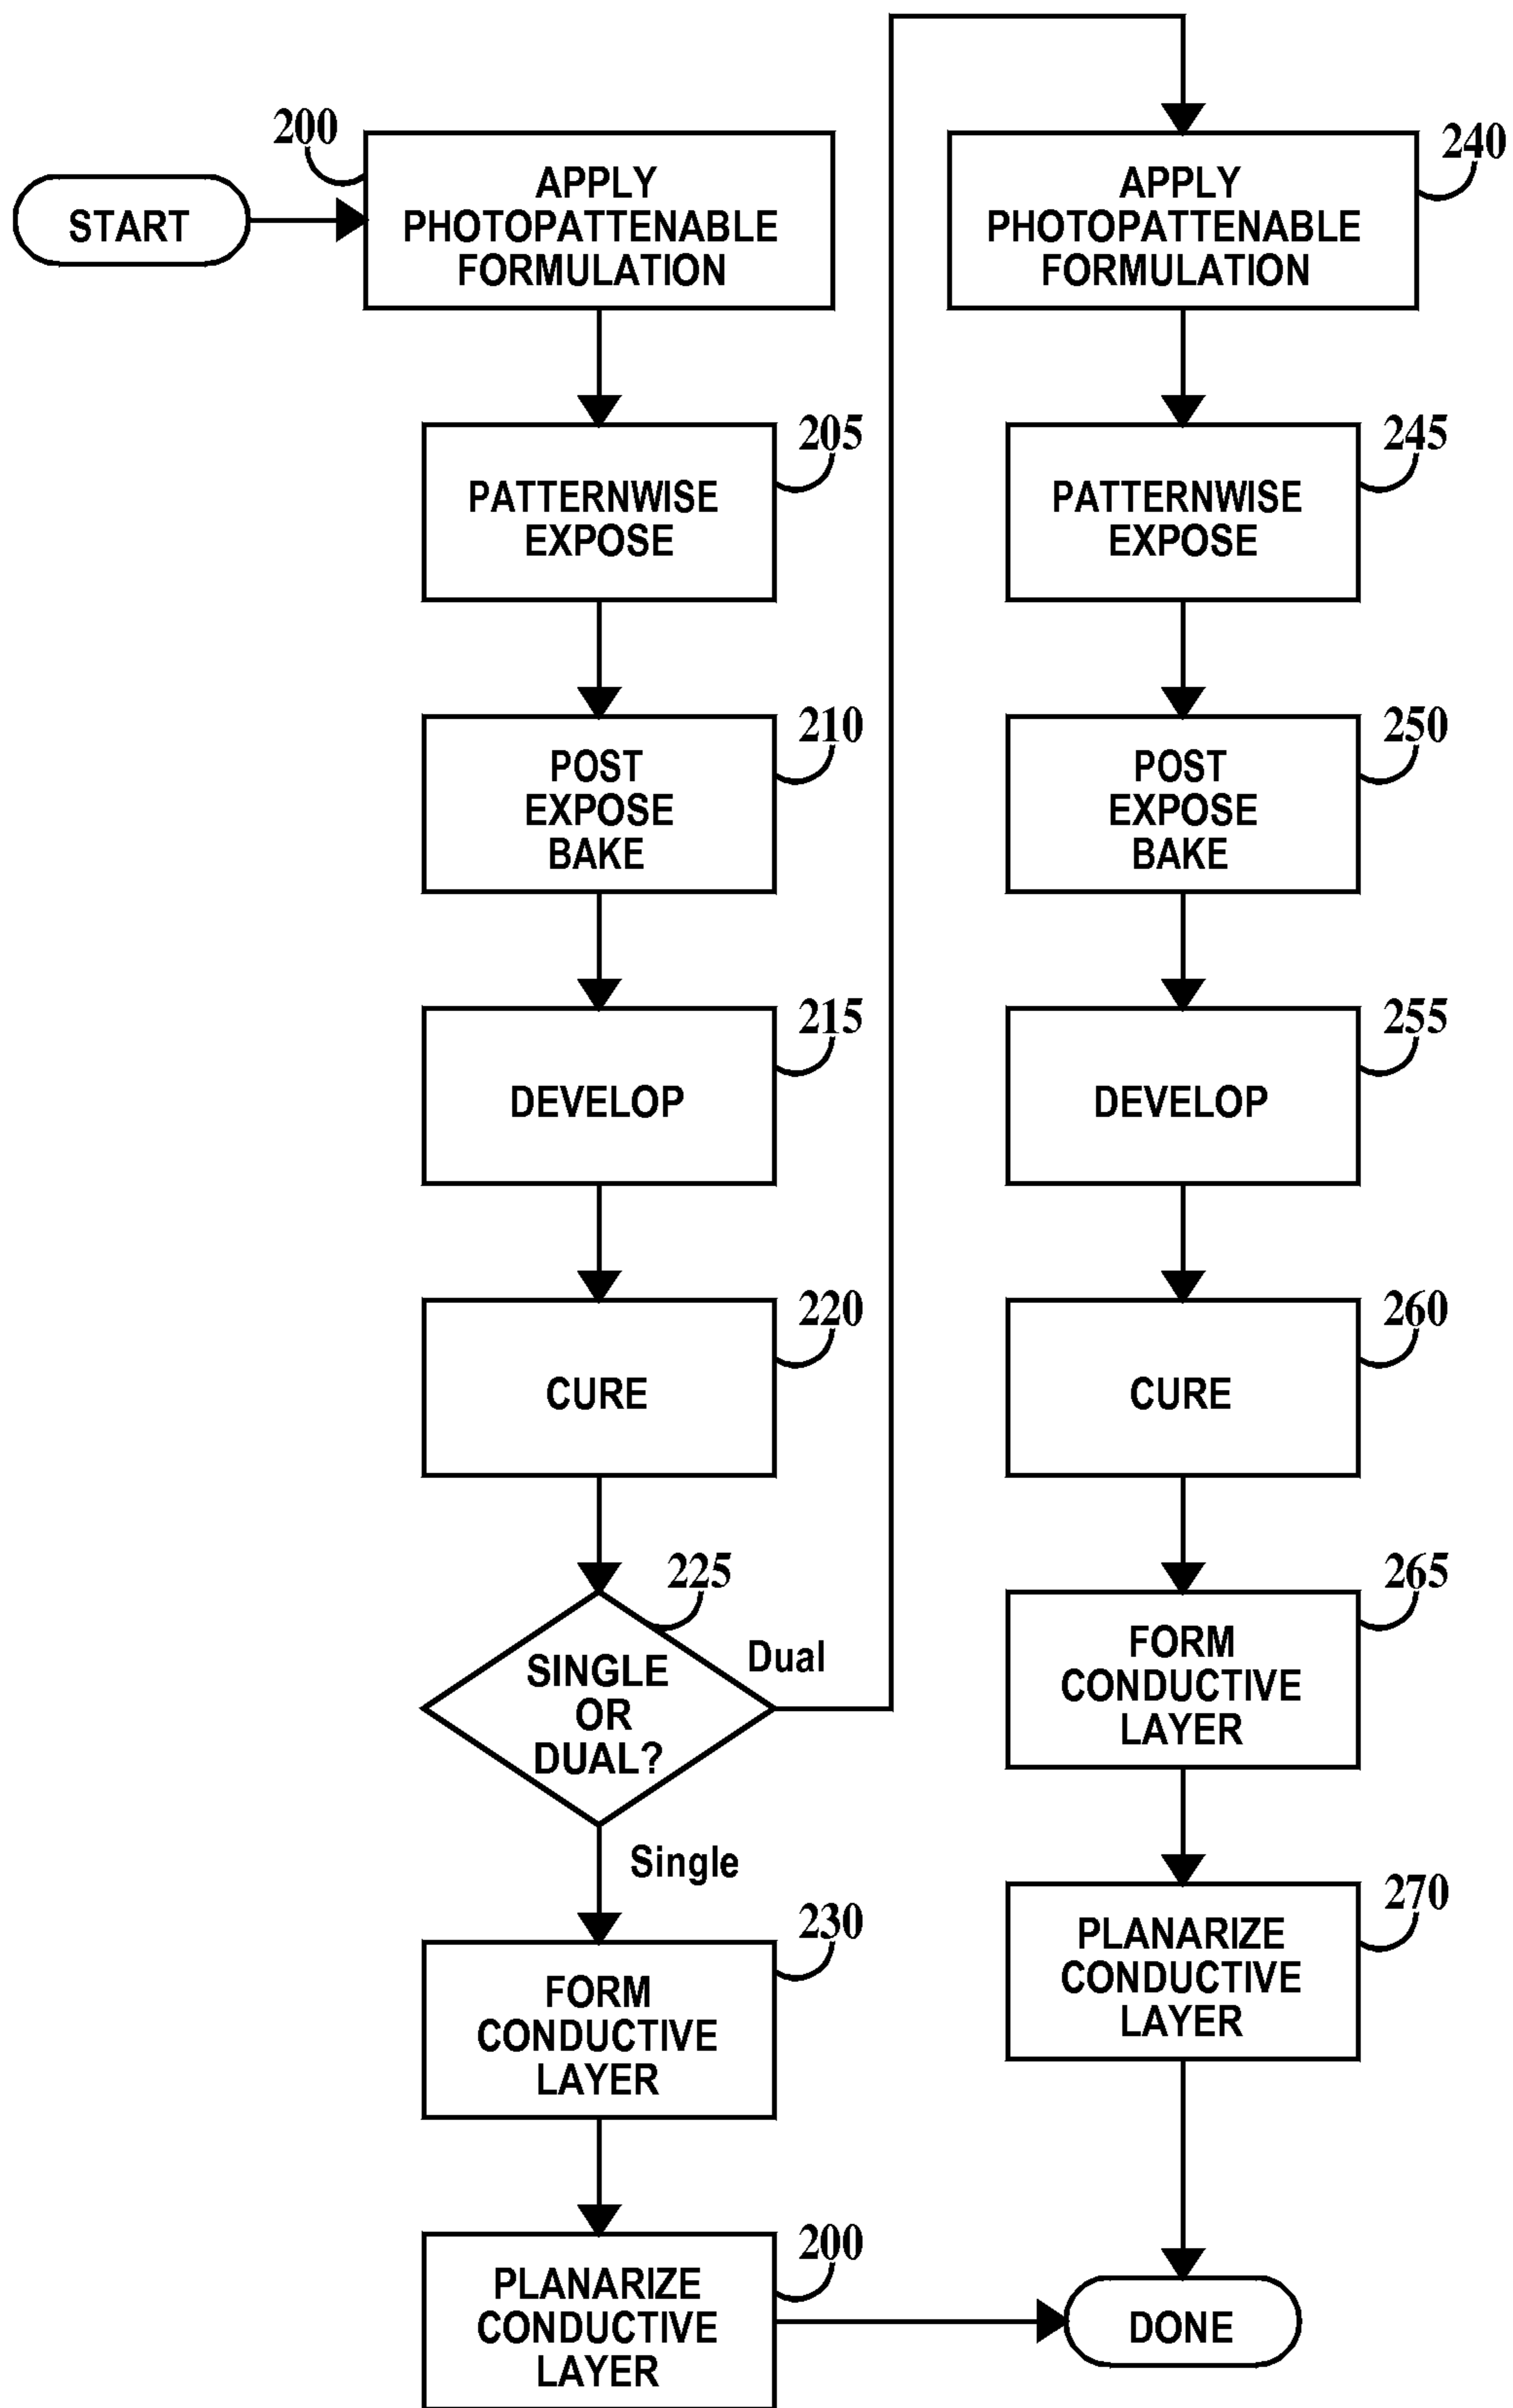 START
200
APPLY
PHOTOPATTENABLE
FORMULATION
205
PATTERNWISE
EXPOSE
210
POST
EXPOSE
BAKE
215
DEVELOP
220
CURE
225
SINGLE
OR
DUAL?
Dual
Single
230
FORM
CONDUCTIVE
LAYER
200
PLANARIZE
CONDUCTIVE
LAYER
240
APPLY
PHOTOPATTENABLE
FORMULATION
245
PATTERNWISE
EXPOSE
250
POST
EXPOSE
BAKE
255
DEVELOP
260
CURE
265
FORM
CONDUCTIVE
LAYER
270
PLANARIZE
CONDUCTIVE
LAYER
DONE